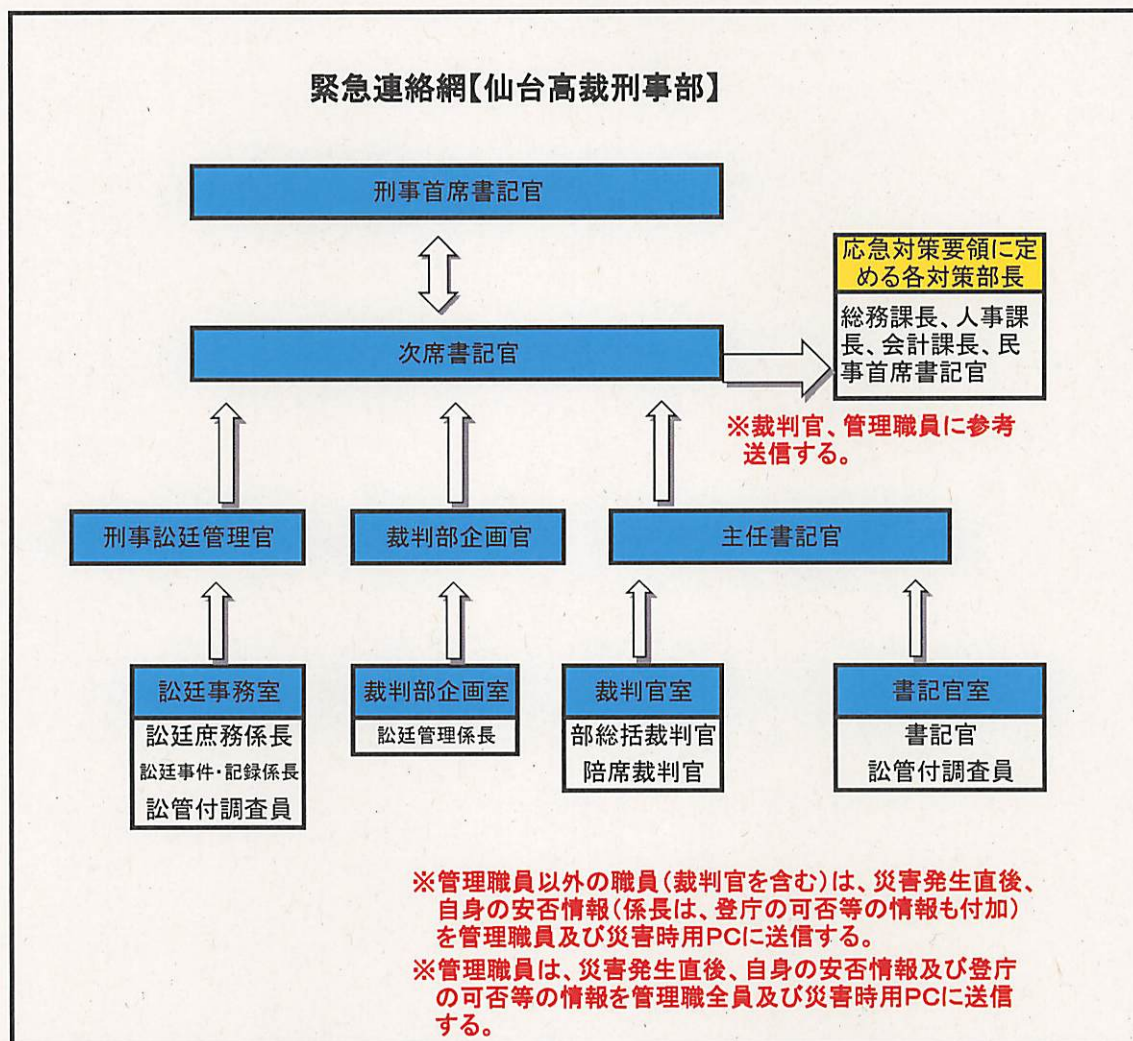 緊急連絡網【仙台高裁刑事部】
刑事首席書記官
次席書記官
応急対策要領に定
める各対策部長
総務課長、人事課
長、会計課長、民
事首席書記官
※裁判官、管理職員に参考
送信する。
刑事訟廷管理官
裁判部企画官
主任書記官
訟廷事務室
訟廷庶務係長
訟廷事件・記録係長
訟管付調査員
裁判部企画室
訟廷管理係長
裁判官室
部総括裁判官
陪席裁判官
書記官室
書記官
訟管付調査員
※管理職員以外の職員(裁判官を含む)は、災害発生直後、
自身の安否情報(係長は、登庁の可否等の情報も付加)
を管理職員及び災害時用PCに送信する。
※管理職員は、災害発生直後、自身の安否情報及び登庁
の可否等の情報を管理職全員及び災害時用PCに送信
する。